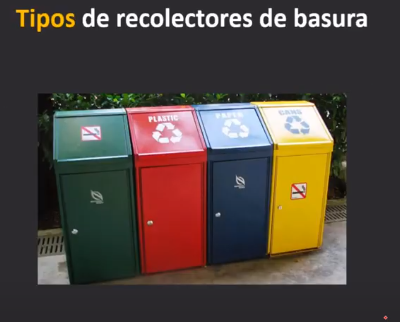 Tipos de recolectores de basura
PLASTIC
PAPER
CANS